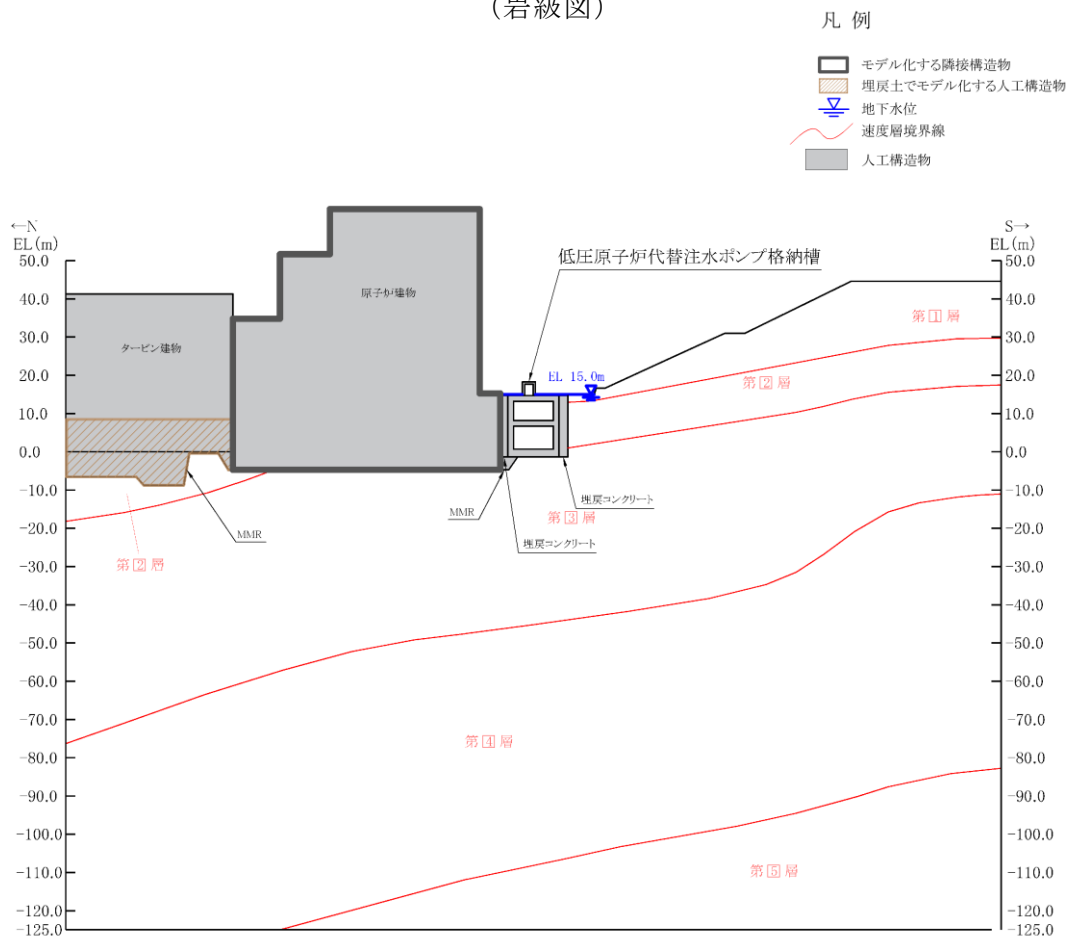 (岩級図)
凡 例
モデル化する隣接構造物
埋戻土でモデル化する人工構造物
地下水位
速度層境界線
人工構造物
←N
EL(m)
S→
EL(m)
50.0
40.0
30.0
20.0
10.0
0.0
-10.0
-20.0
-30.0
-40.0
-50.0
-60.0
-70.0
-80.0
-90.0
-100.0
-110.0
-120.0
-125.0
低圧原子炉代替注水ポンプ格納槽
原子炉建物
タービン建物
EL 15.0m
第1層
第2層
埋戻コンクリート
MMR
第3層
埋戻コンクリート
MMR
第2層
第4層
第5層
50.0
40.0
30.0
20.0
10.0
0.0
-10.0
-20.0
-30.0
-40.0
-50.0
-60.0
-70.0
-80.0
-90.0
-100.0
-110.0
-120.0
-125.0